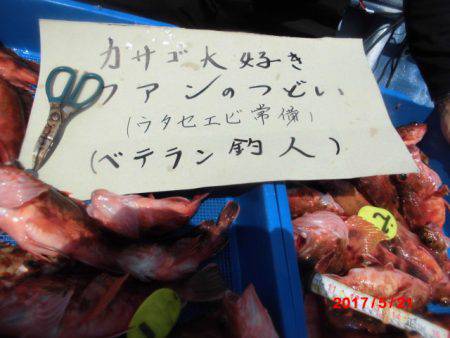 カサゴ大好き
ファンのつどい
(ウタセエビ常備)
(ベテラン釣人)
2017/5/21